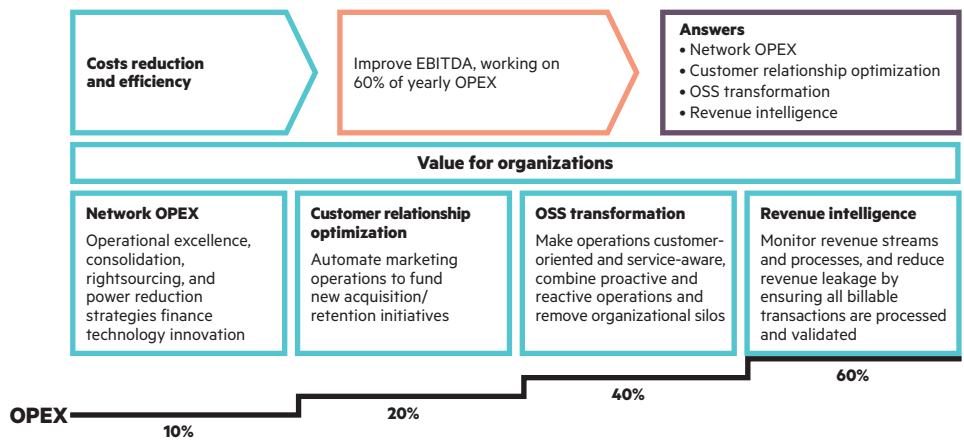 Costs reduction
and efficiency
Improve EBITDA, working on
60% of yearly OPEX
Answers
• Network OPEX
• Customer relationship optimization
• OSS transformation
• Revenue intelligence
Value for organizations
Network OPEX
Operational excellence,
consolidation,
rightsourcing, and
power reduction
strategies finance
technology innovation
Customer relationship
optimization
Automate marketing
operations to fund
new acquisition/
retention initiatives
OSS transformation
Make operations customer-
oriented and service-aware,
combine proactive and
reactive operations and
remove organizational silos
Revenue intelligence
Monitor revenue streams
and processes, and reduce
revenue leakage by
ensuring all billable
transactions are processed
and validated
OPEX
10%
20%
40%
60%